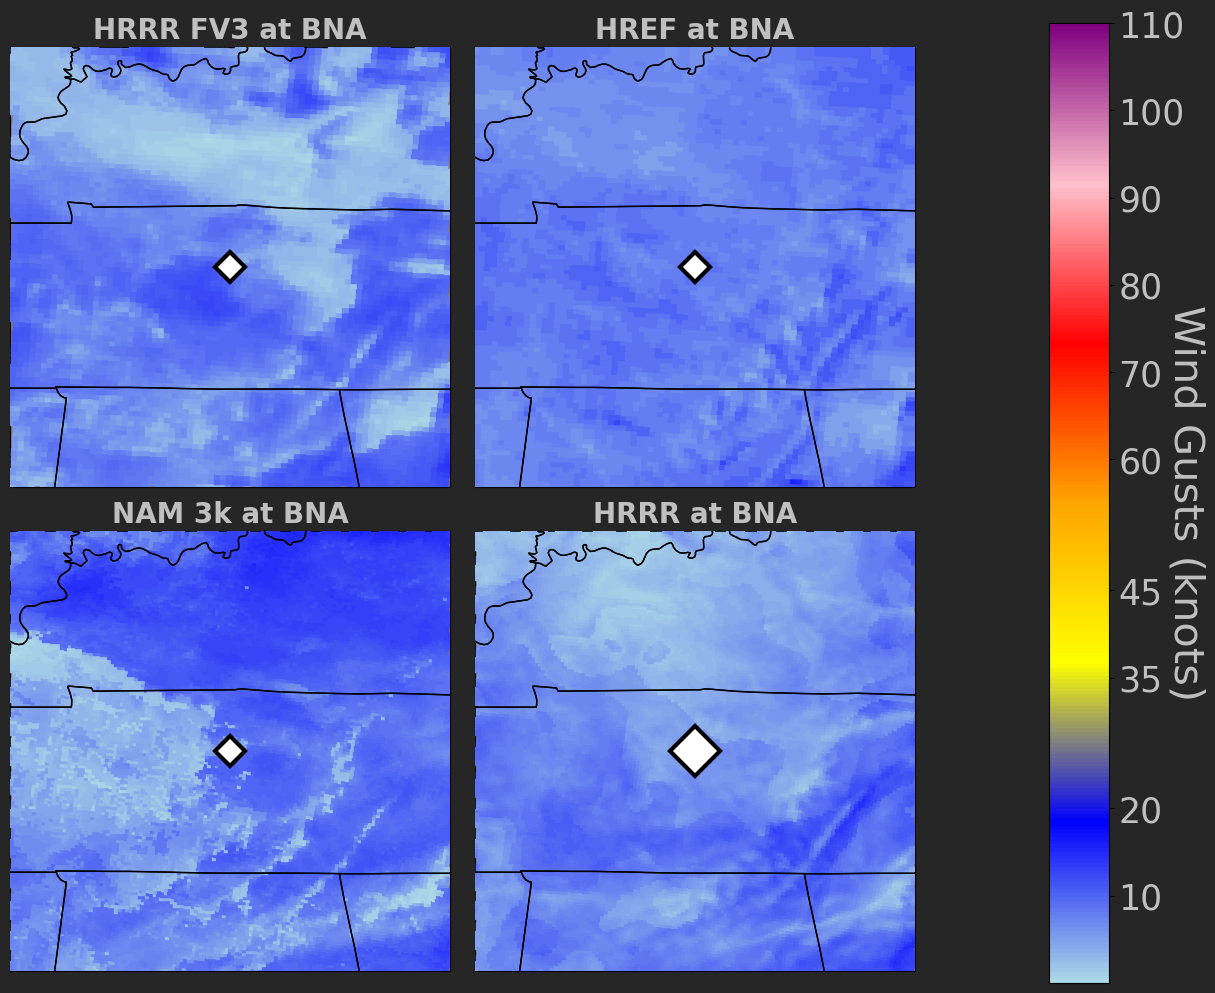 HRRR FV3 at BNA
HREF at BNA
NAM 3k at BNA
HRRR at BNA
110
100
90
80
70
60
45
35
20
10
Wind Gusts (knots)